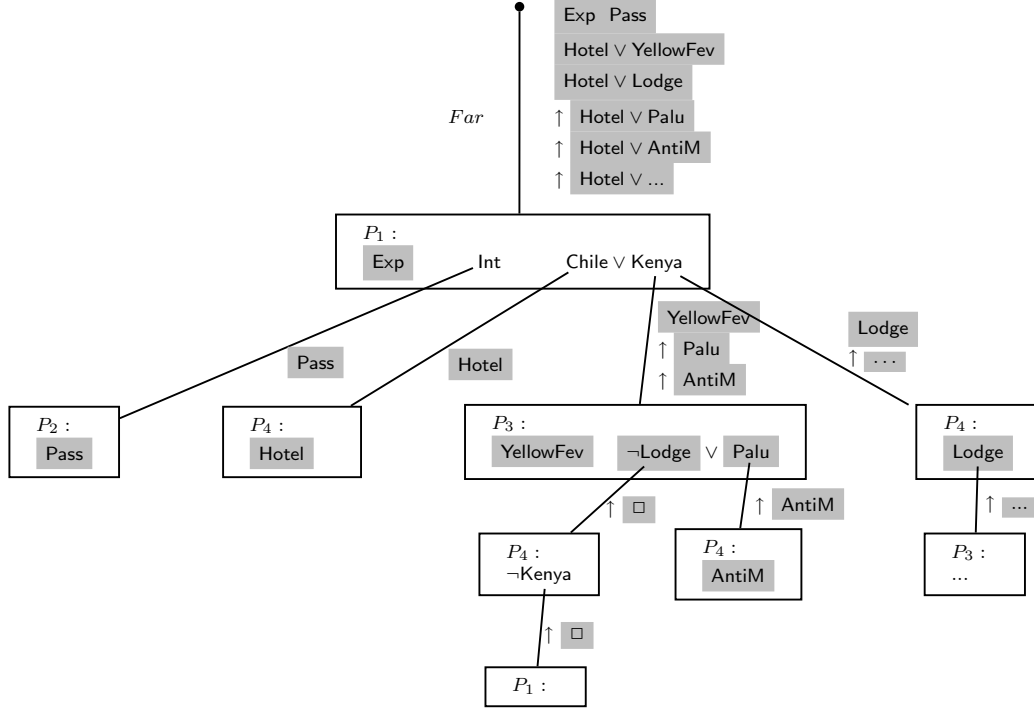 Exp Pass
Hotel ∨ YellowFev
Hotel ∨ Lodge
Far
↑ Hotel ∨ Palu
↑ Hotel ∨ AntiM
↑ Hotel ∨ ...
P₁ :
Exp Int Chile ∨ Kenya
YellowFev
Lodge
Pass
Hotel
↑ Palu
↑ ...
↑ AntiM
P₂ :
Pass
P₄ :
Hotel
P₃ :
YellowFev ¬Lodge ∨ Palu
P₄ :
Lodge
↑ □
↑ AntiM
↑ ...
P₄ :
¬Kenya
P₄ :
AntiM
P₃ :
...
↑ □
P₁ :